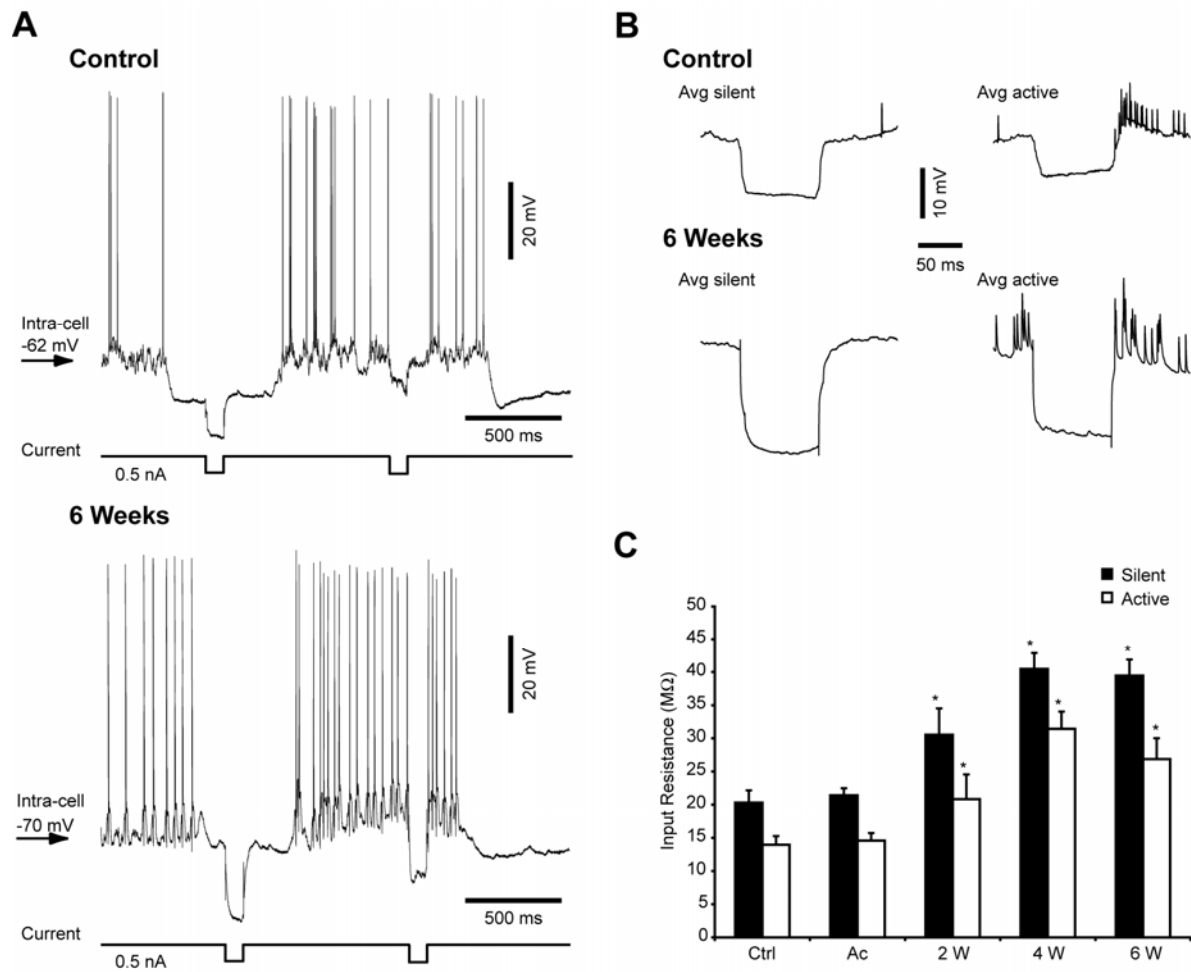 A
Control
20 mV
Intra-cell
-62 mV
500 ms
Current
0.5 nA
6 Weeks
20 mV
Intra-cell
-70 mV
500 ms
Current
0.5 nA
B
Control
Avg silent
Avg active
10 mV
50 ms
6 Weeks
Avg silent
Avg active
C
Silent
Active
Input Resistance (MΩ)
50
45
40
35
30
25
20
15
10
5
0
* * * * * *
Ctrl Ac 2 W 4 W 6 W